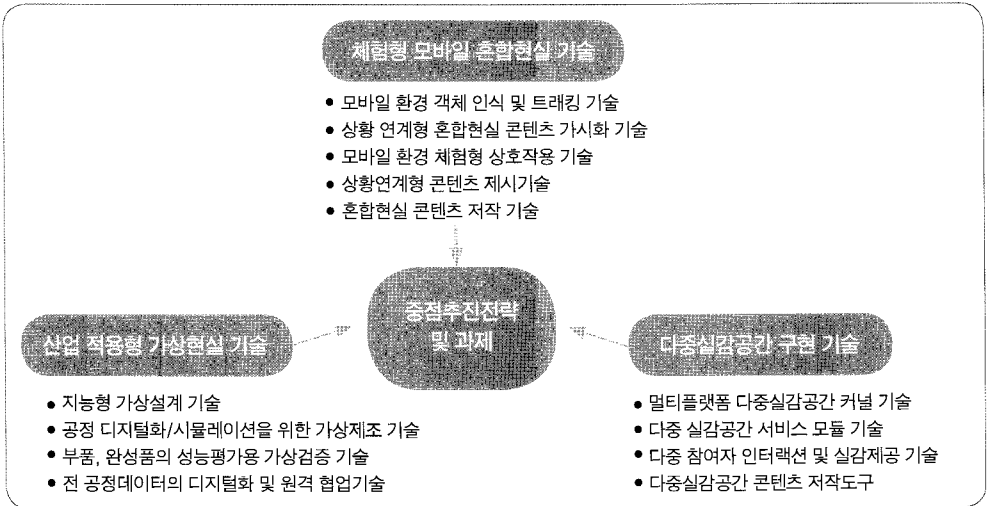 체험형 모바일 혼합현실 기술
• 모바일 환경 객체 인식 및 트래킹 기술
• 상황 연계형 혼합현실 콘텐츠 가시화 기술
• 모바일 환경 체험형 상호작용 기술
• 상황연계형 콘텐츠 제시기술
• 혼합현실 콘텐츠 저작 기술
중점추진전략
및 과제
산업 적용형 가상현실 기술
• 지능형 가상설계 기술
• 공정 디지털화/시뮬레이션을 위한 가상제조 기술
• 부품, 완성품의 성능평가용 가상검증 기술
• 전 공정데이터의 디지털화 및 원격 협업기술
다중실감공간 구현 기술
• 멀티플랫폼 다중실감공간 커널 기술
• 다중 실감공간 서비스 모듈 기술
• 다중 참여자 인터랙션 및 실감제공 기술
• 다중실감공간 콘텐츠 저작도구